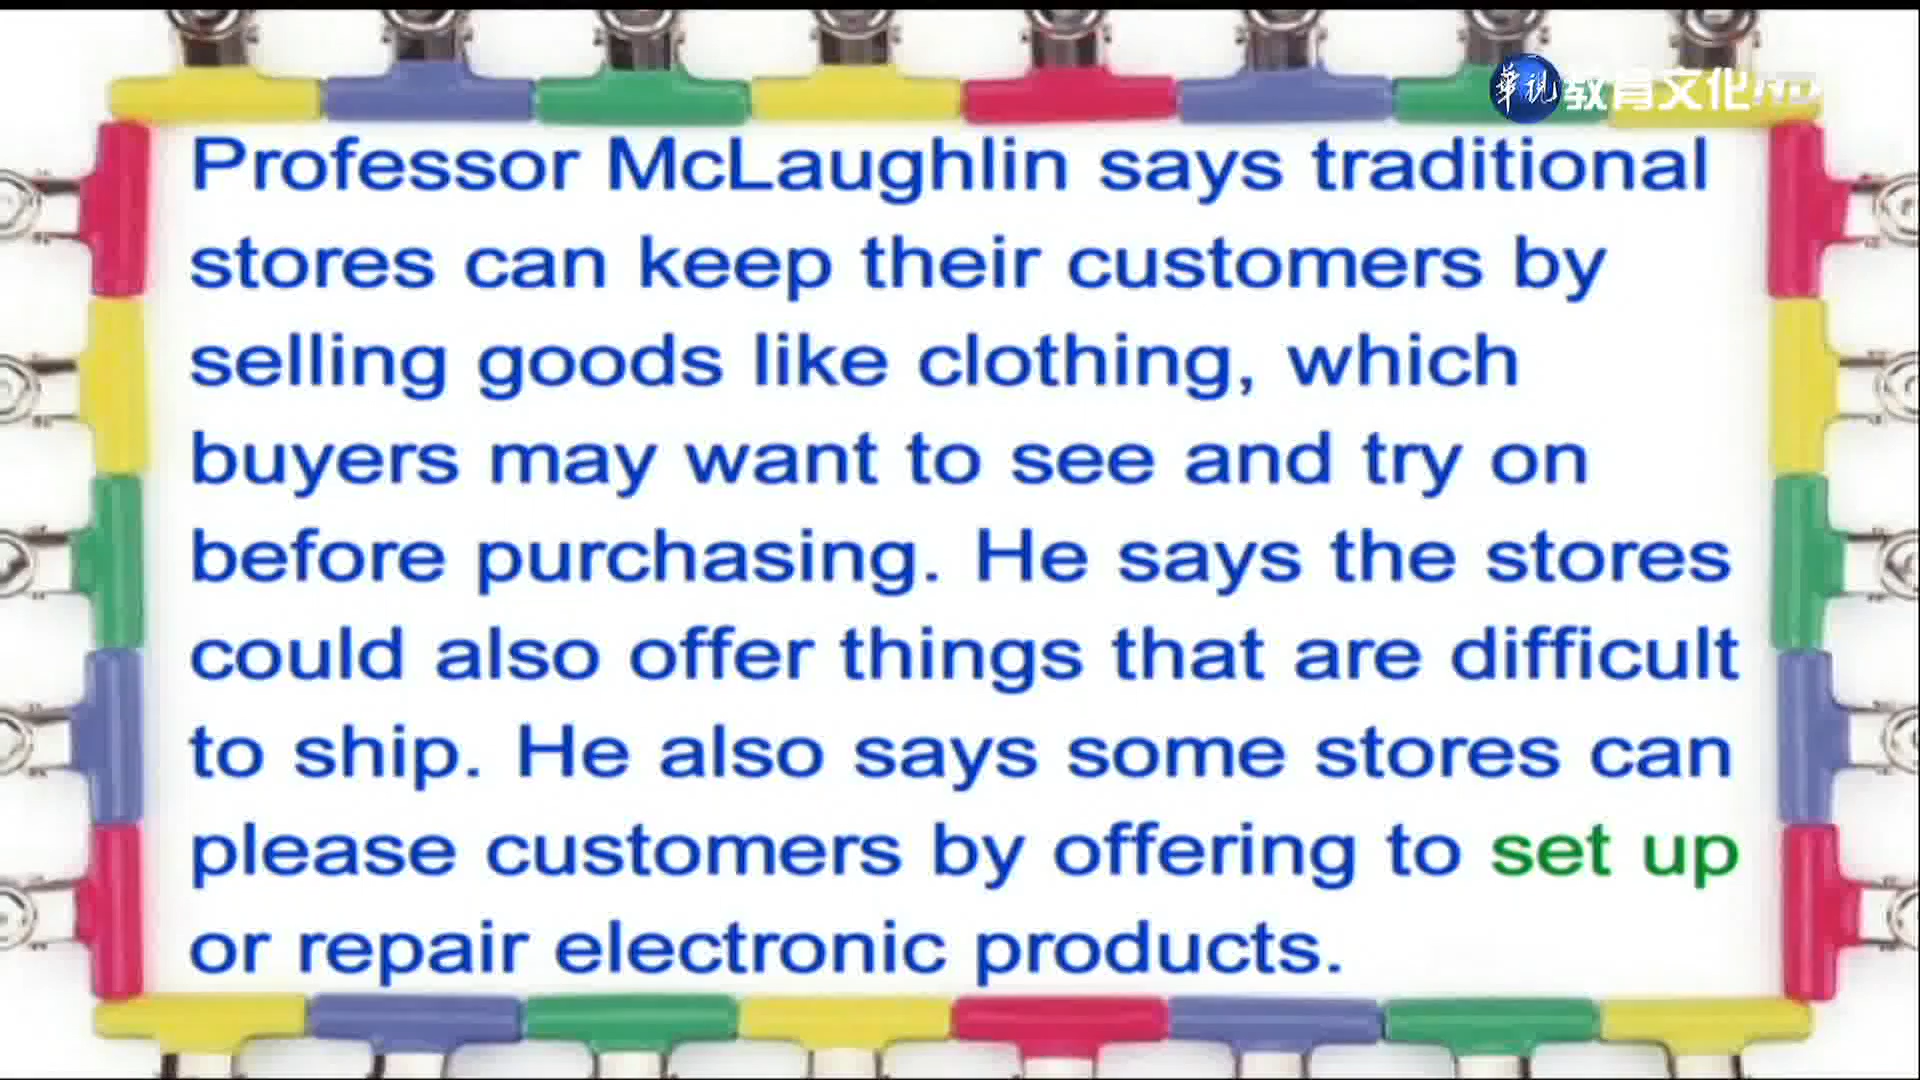 華視 教育文化HD
Professor McLaughlin says traditional
stores can keep their customers by
selling goods like clothing, which
buyers may want to see and try on
before purchasing. He says the stores
could also offer things that are difficult
to ship. He also says some stores can
please customers by offering to set up
or repair electronic products.